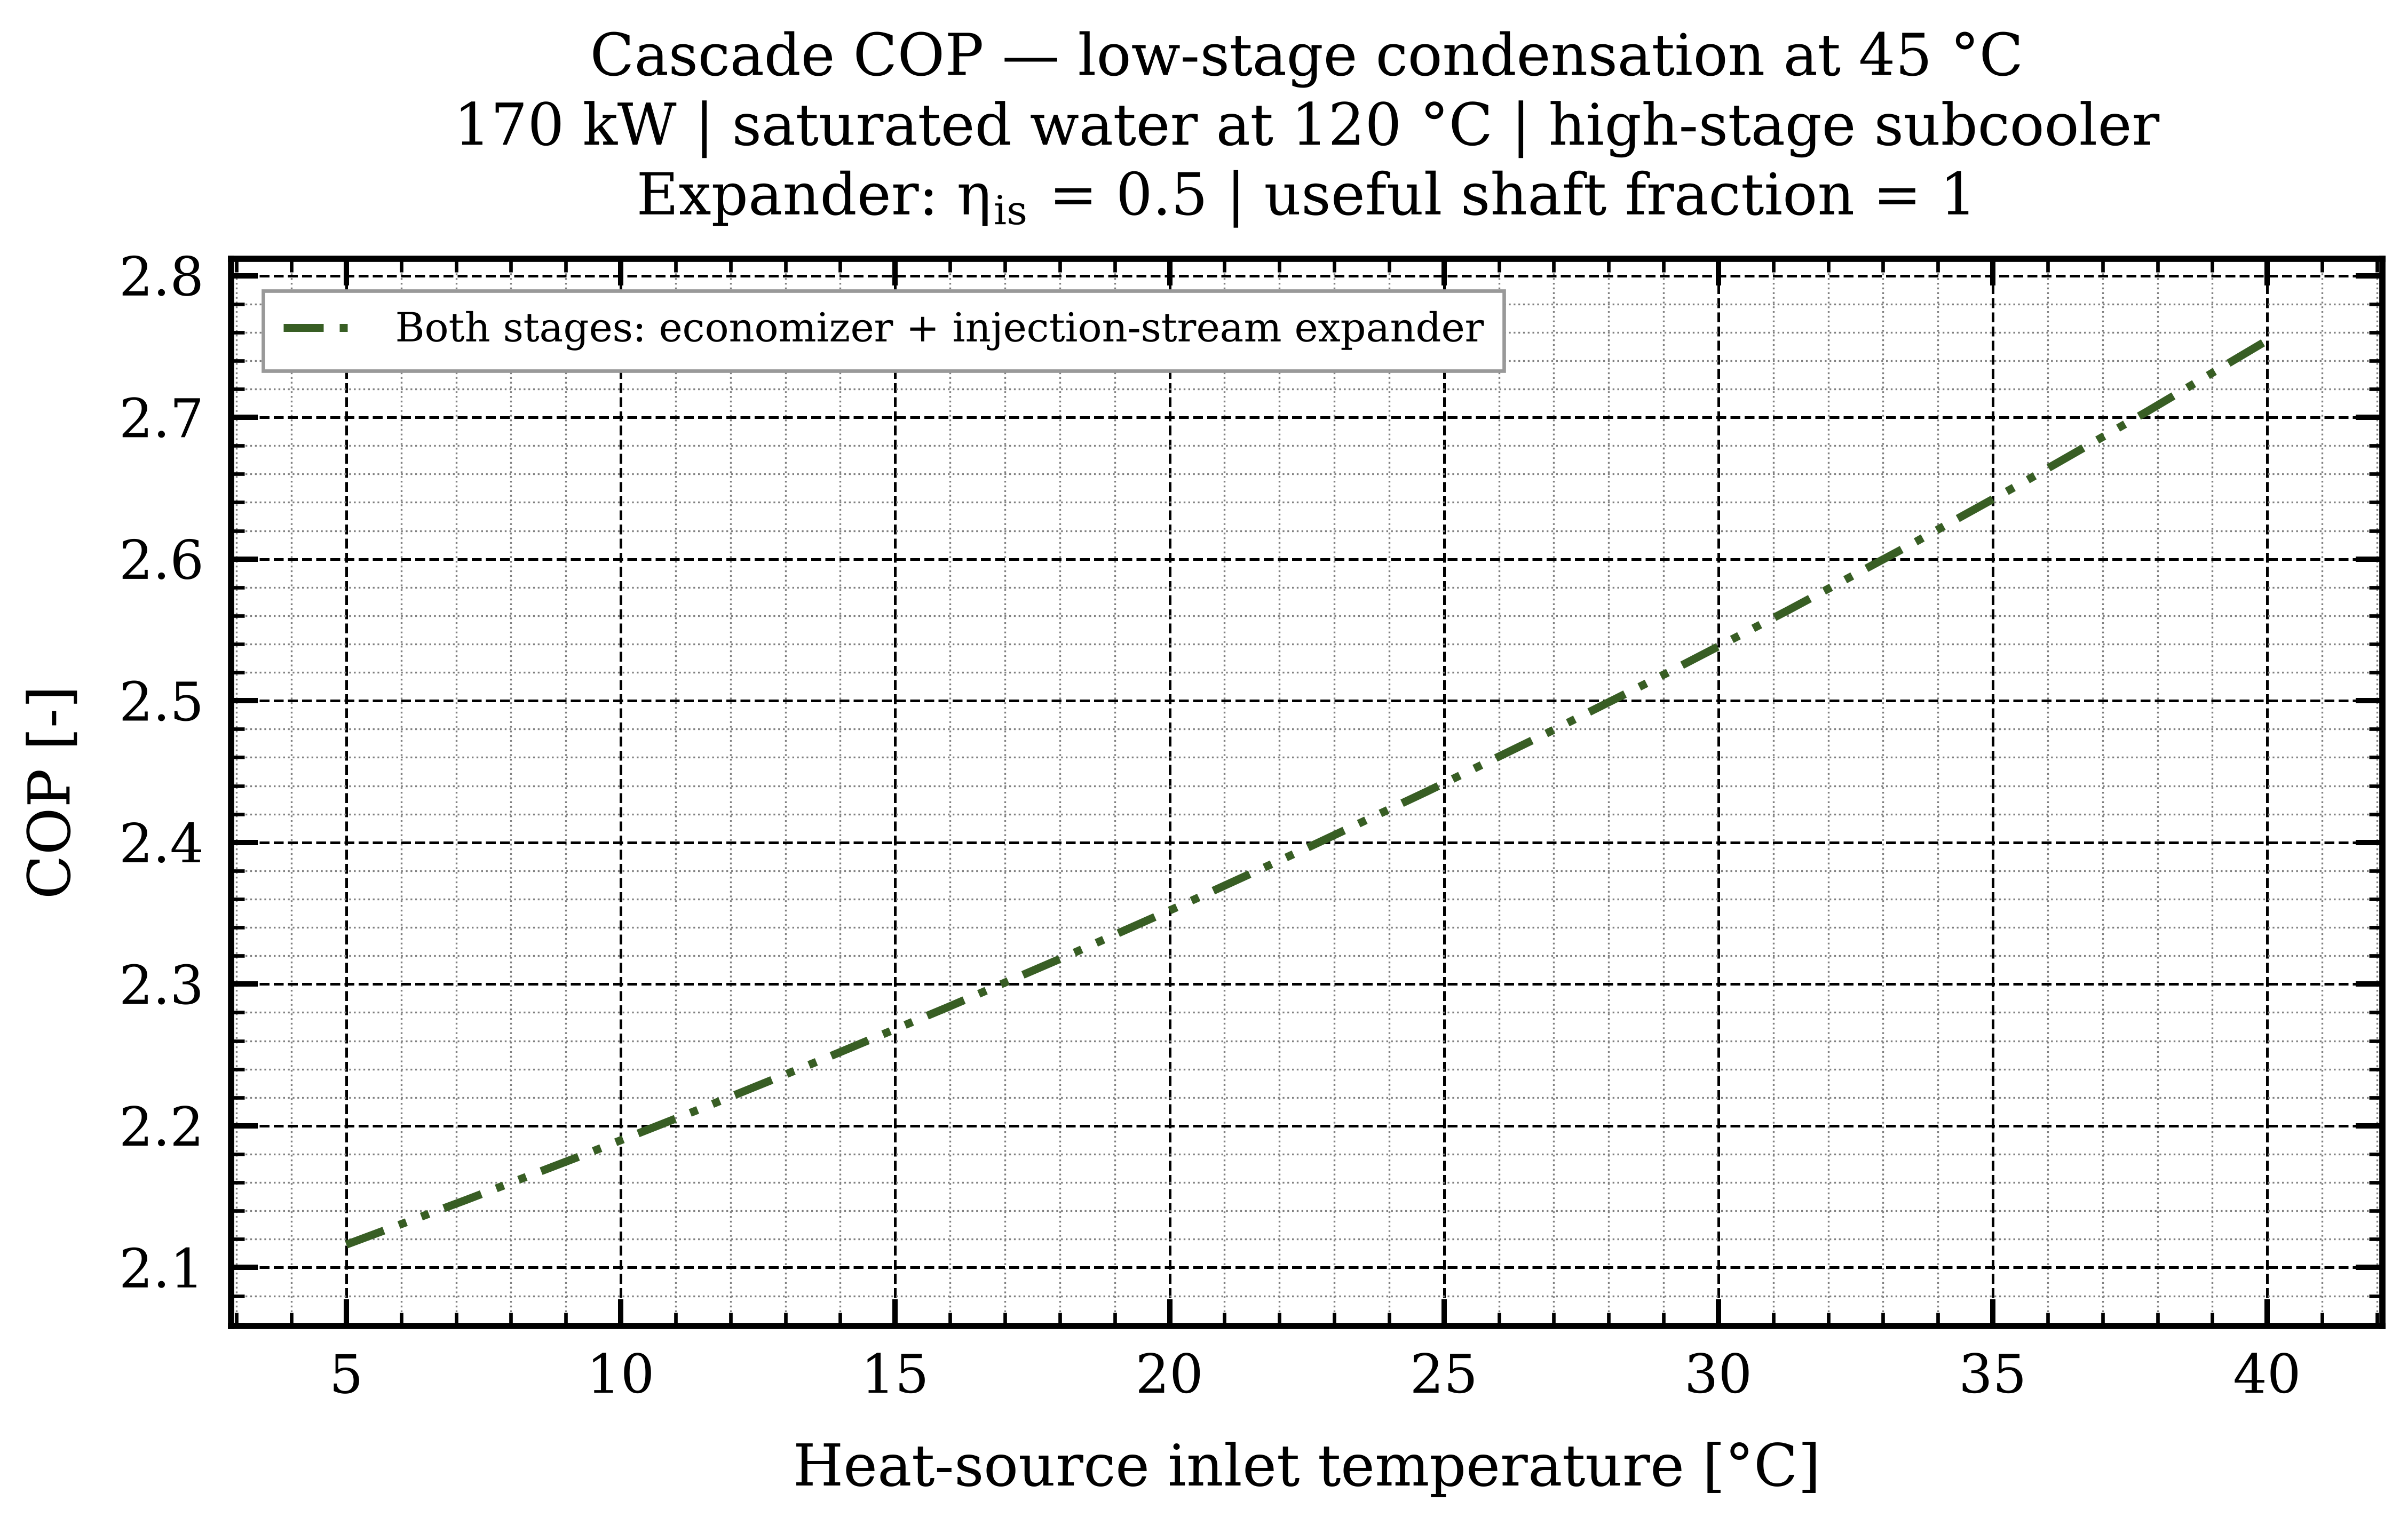 Cascade COP — low-stage condensation at 45 °C
170 kW | saturated water at 120 °C | high-stage subcooler
Expander: ηis = 0.5 | useful shaft fraction = 1
2.8
Both stages: economizer + injection-stream expander
2.7
2.6
2.5
2.4
2.3
2.2
2.1
COP [-]
5 10 15 20 25 30 35 40
Heat-source inlet temperature [°C]